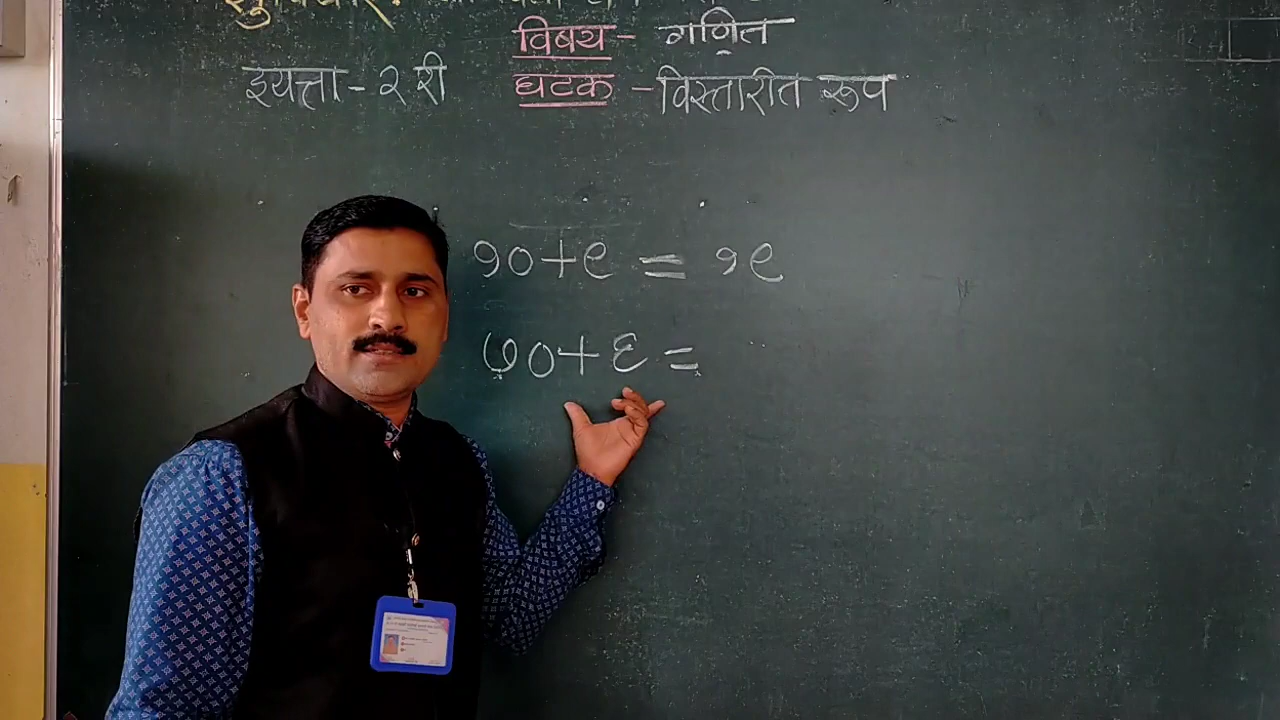 सुविचार:-
विषय - गणित
इयत्ता - २ री घटक - विस्तारीत रूप
१०+९ = १९
७०+६ =